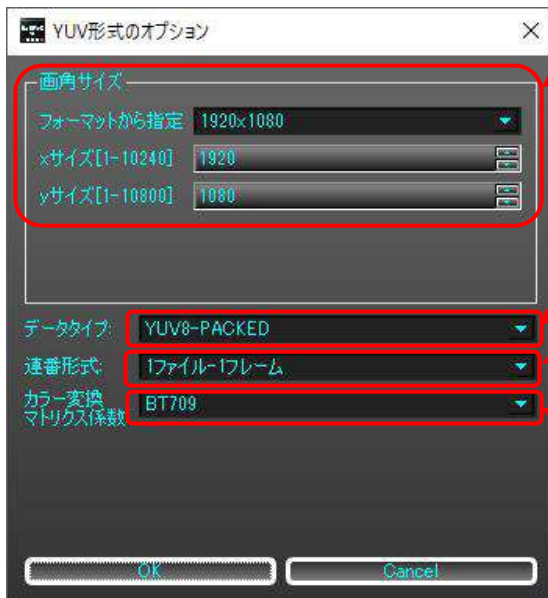 YUV形式のオプション
画角サイズ
フォーマットから指定 1920x1080
xサイズ[1-10240] 1920
yサイズ[1-10800] 1080
データタイプ: YUV8-PACKED
連番形式: 1ファイル-1フレーム
カラー変換
マトリクス係数 BT709
OK Cancel